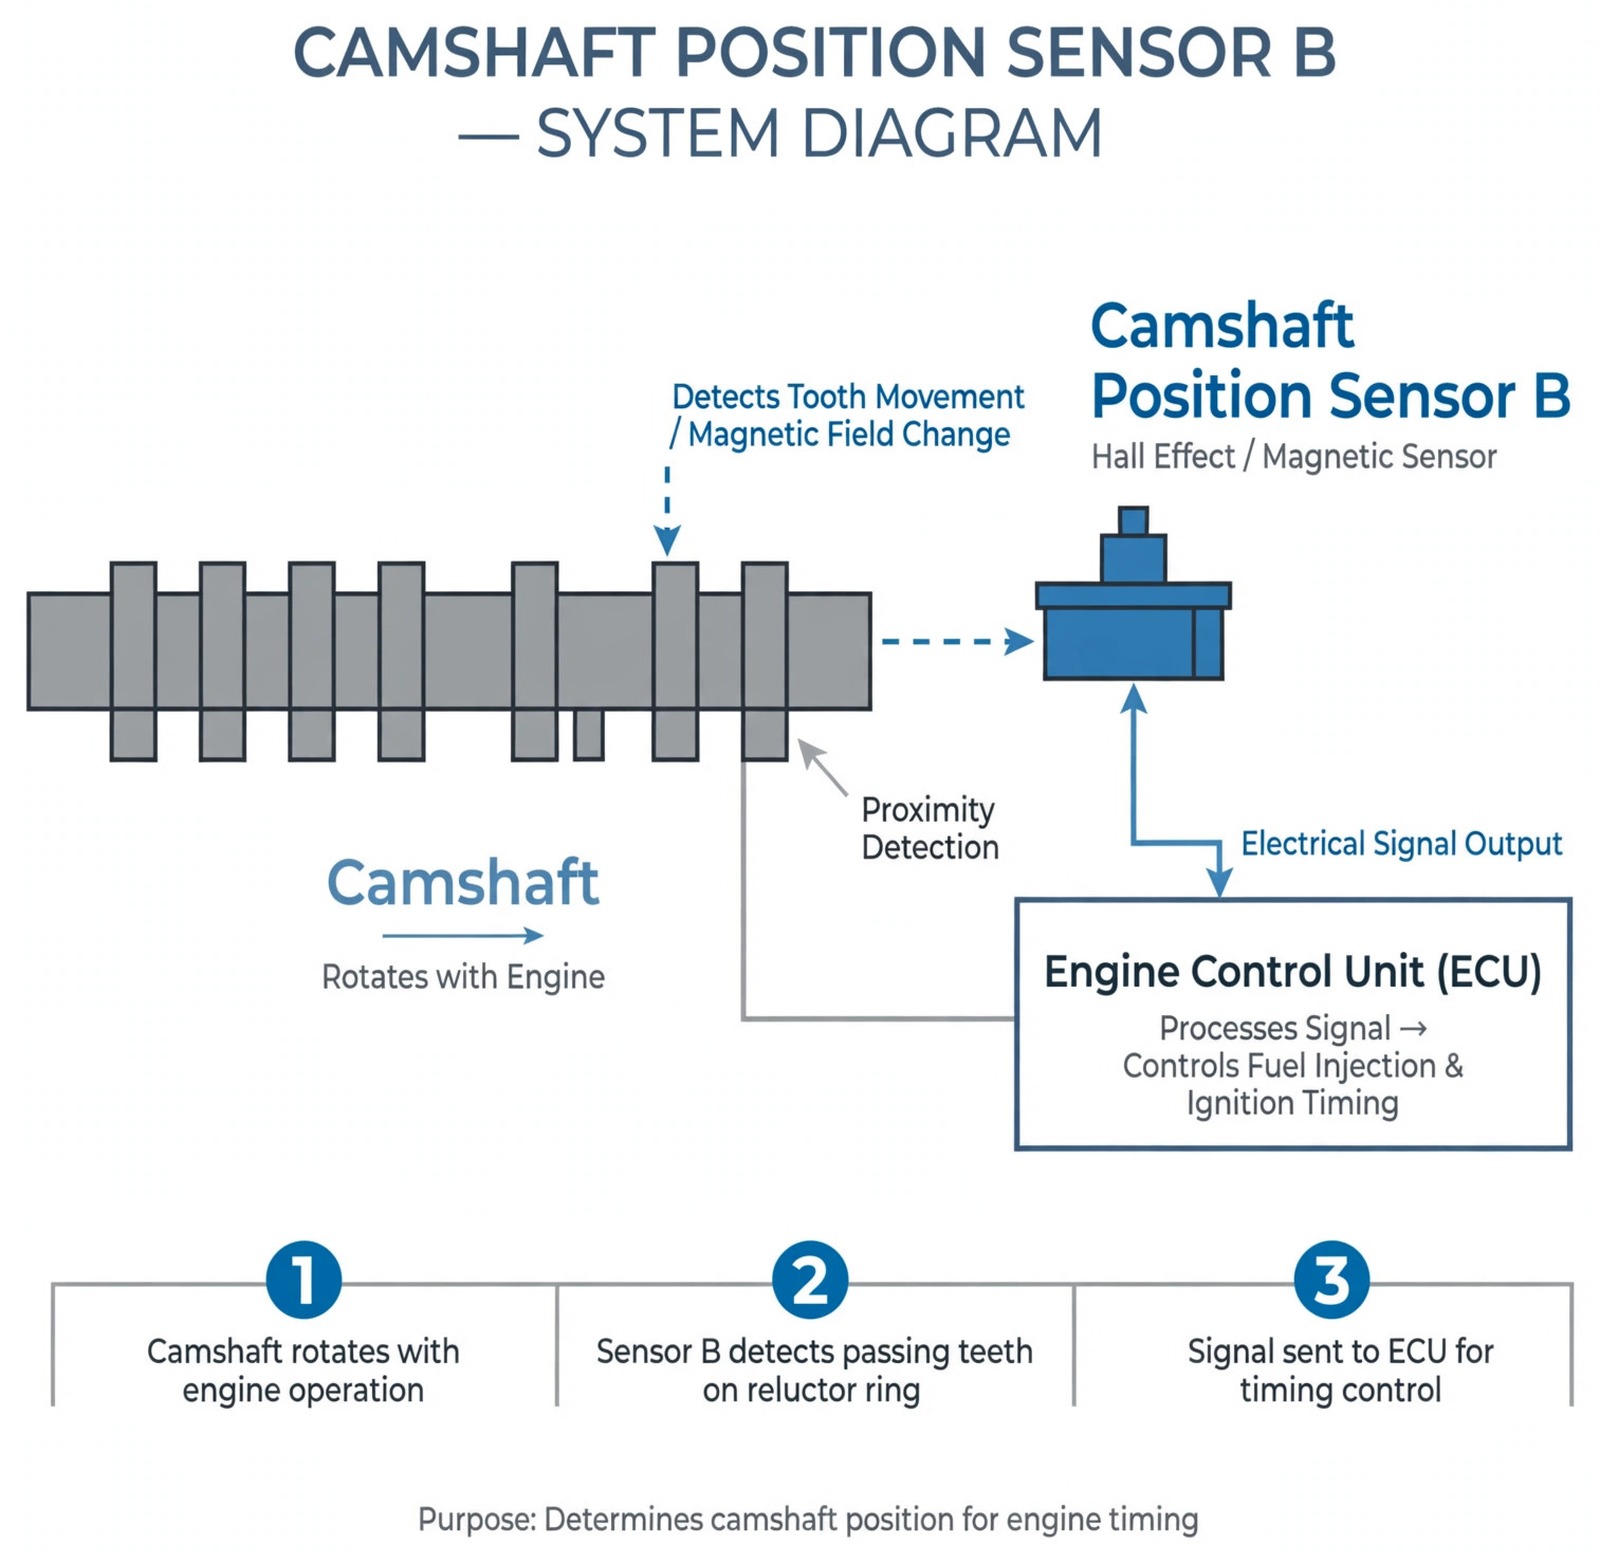 CAMSHAFT POSITION SENSOR B
— SYSTEM DIAGRAM
Camshaft
Position Sensor B
Hall Effect / Magnetic Sensor
Detects Tooth Movement
/ Magnetic Field Change
Proximity
Detection
Camshaft
Rotates with Engine
Electrical Signal Output
Engine Control Unit (ECU)
Processes Signal →
Controls Fuel Injection &
Ignition Timing
1
Camshaft rotates with
engine operation
2
Sensor B detects passing teeth
on reluctor ring
3
Signal sent to ECU for
timing control
Purpose: Determines camshaft position for engine timing